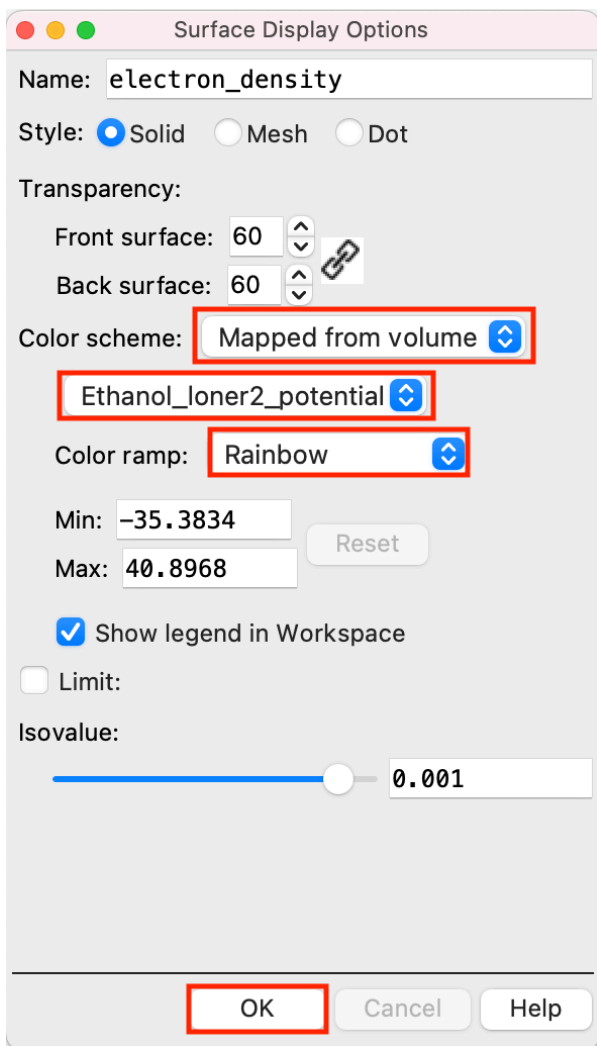 Surface Display Options
Name: electron_density
Style: Solid Mesh Dot
Transparency:
Front surface: 60
Back surface: 60
Color scheme: Mapped from volume
Ethanol_loner2_potential
Color ramp: Rainbow
Min: -35.3834
Reset
Max: 40.8968
Show legend in Workspace
Limit:
Isovalue:
0.001
OK Cancel Help